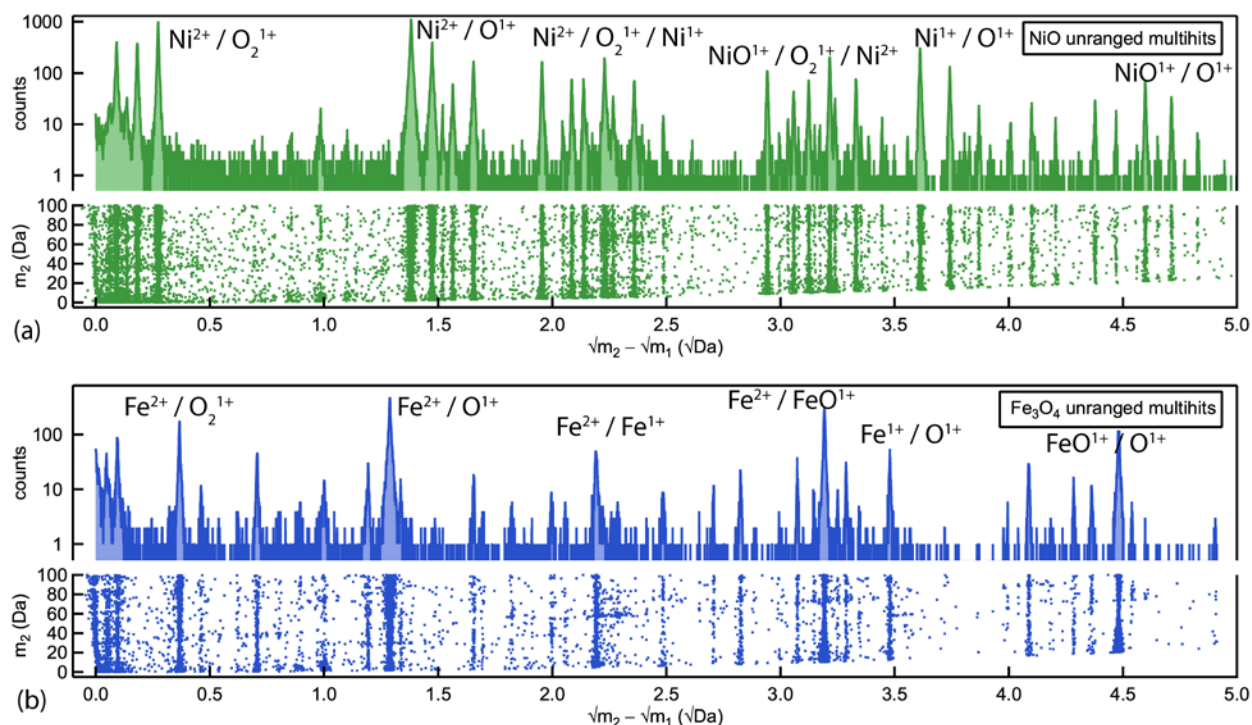 1000
100
10
1
counts
Ni²⁺ / O₂¹⁺
Ni²⁺ / O¹⁺
Ni²⁺ / O₂¹⁺ / Ni¹⁺
NiO¹⁺ / O₂¹⁺ / Ni²⁺
Ni¹⁺ / O¹⁺
NiO unranged multihits
NiO¹⁺ / O¹⁺
100
80
60
40
20
0
m₂ (Da)
(a)
0.0 0.5 1.0 1.5 2.0 2.5 3.0 3.5 4.0 4.5 5.0
√m₂ − √m₁ (√Da)
100
10
1
counts
Fe²⁺ / O₂¹⁺
Fe²⁺ / O¹⁺
Fe²⁺ / Fe¹⁺
Fe²⁺ / FeO¹⁺
Fe¹⁺ / O¹⁺
Fe₃O₄ unranged multihits
FeO¹⁺ / O¹⁺
100
80
60
40
20
0
m₂ (Da)
(b)
0.0 0.5 1.0 1.5 2.0 2.5 3.0 3.5 4.0 4.5 5.0
√m₂ − √m₁ (√Da)